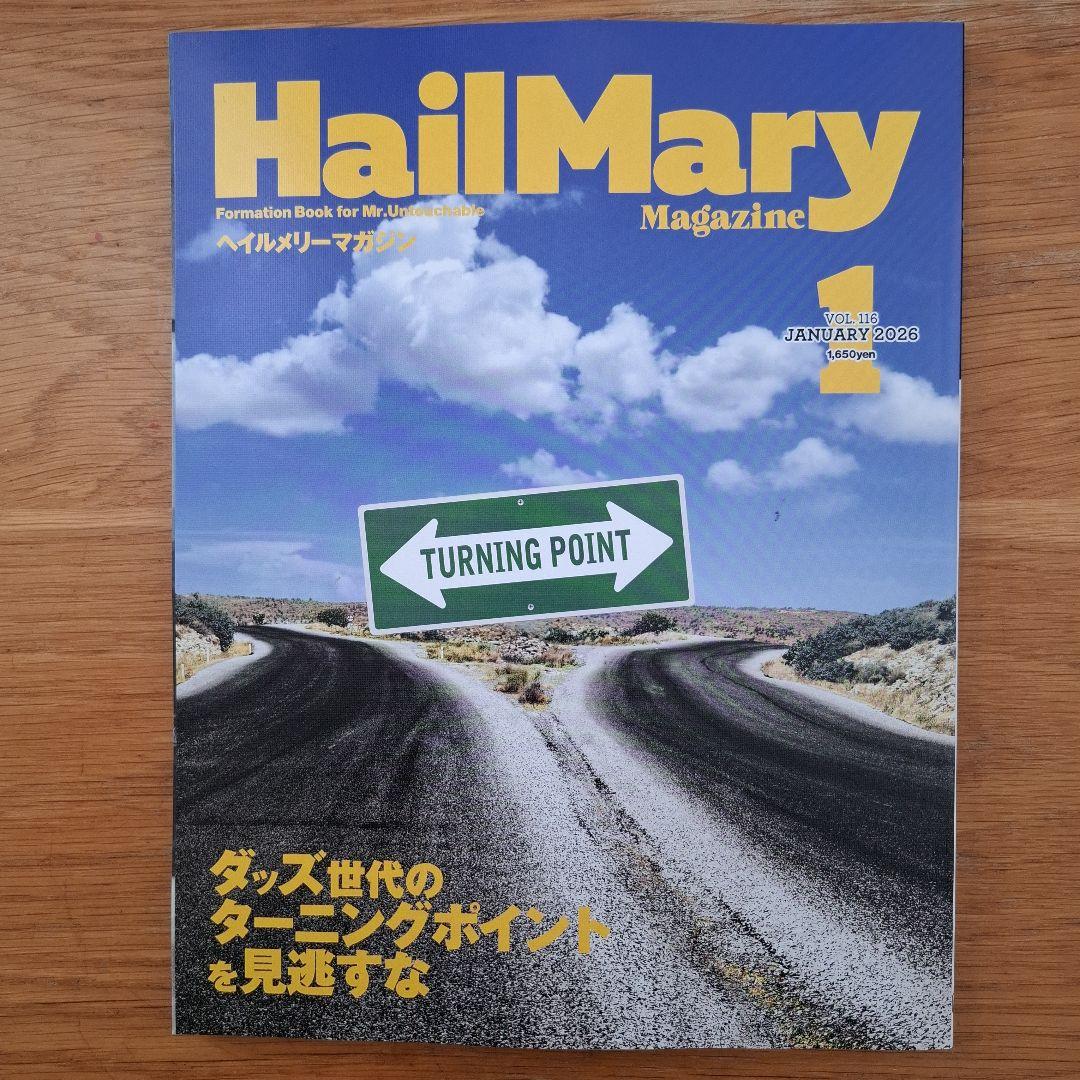 HailMary
Formation Book for Mr.Untouchable
Magazine
ヘイルメリーマガジン
1
VOL. 116
JANUARY 2026
1,650yen
TURNING POINT
ダッズ世代の
ターニングポイント
を見逃すな